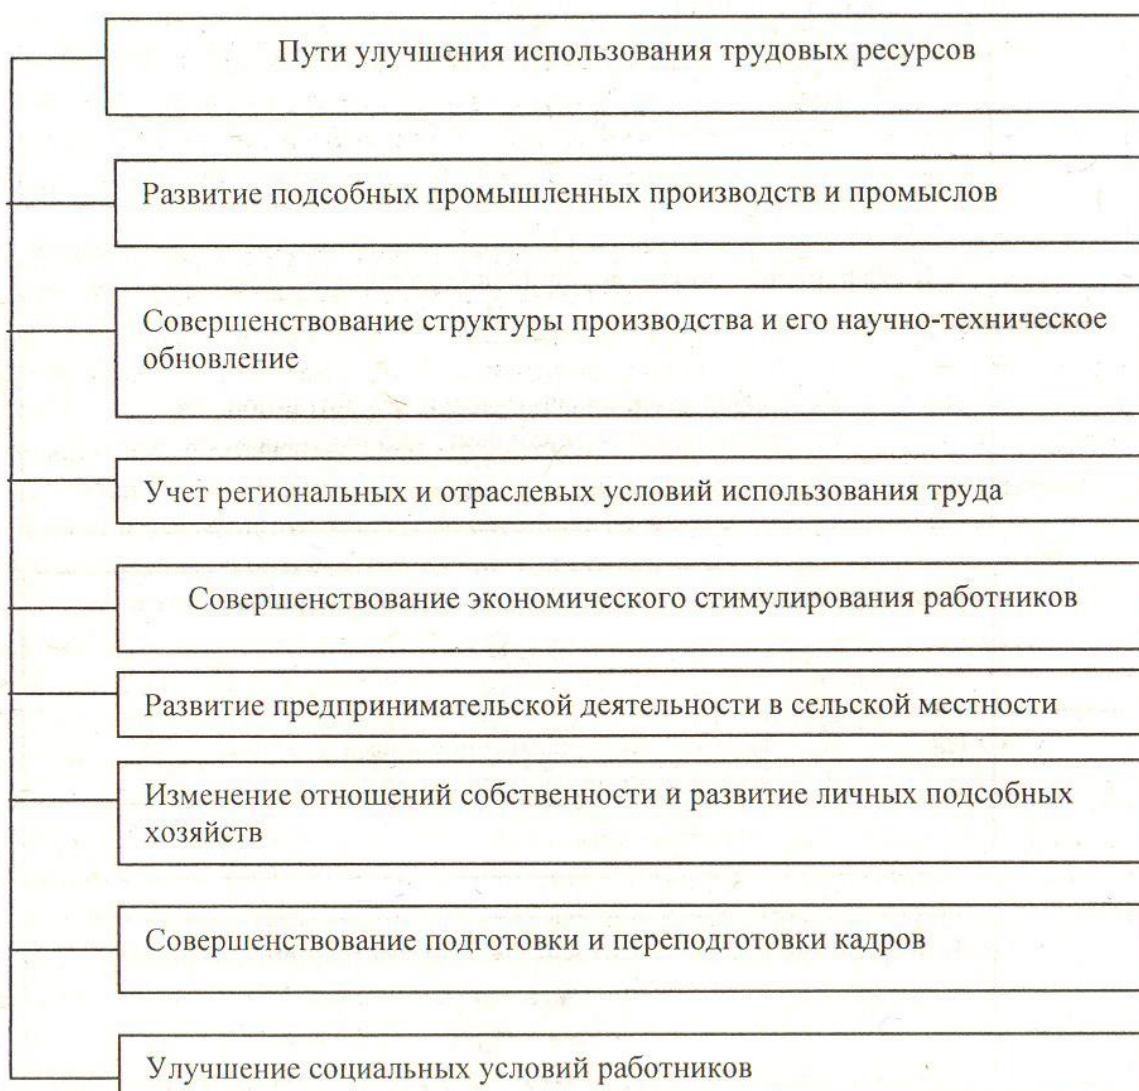 Пути улучшения использования трудовых ресурсов
Развитие подсобных промышленных производств и промыслов
Совершенствование структуры производства и его научно-техническое
обновление
Учет региональных и отраслевых условий использования труда
Совершенствование экономического стимулирования работников
Развитие предпринимательской деятельности в сельской местности
Изменение отношений собственности и развитие личных подсобных
хозяйств
Совершенствование подготовки и переподготовки кадров
Улучшение социальных условий работников